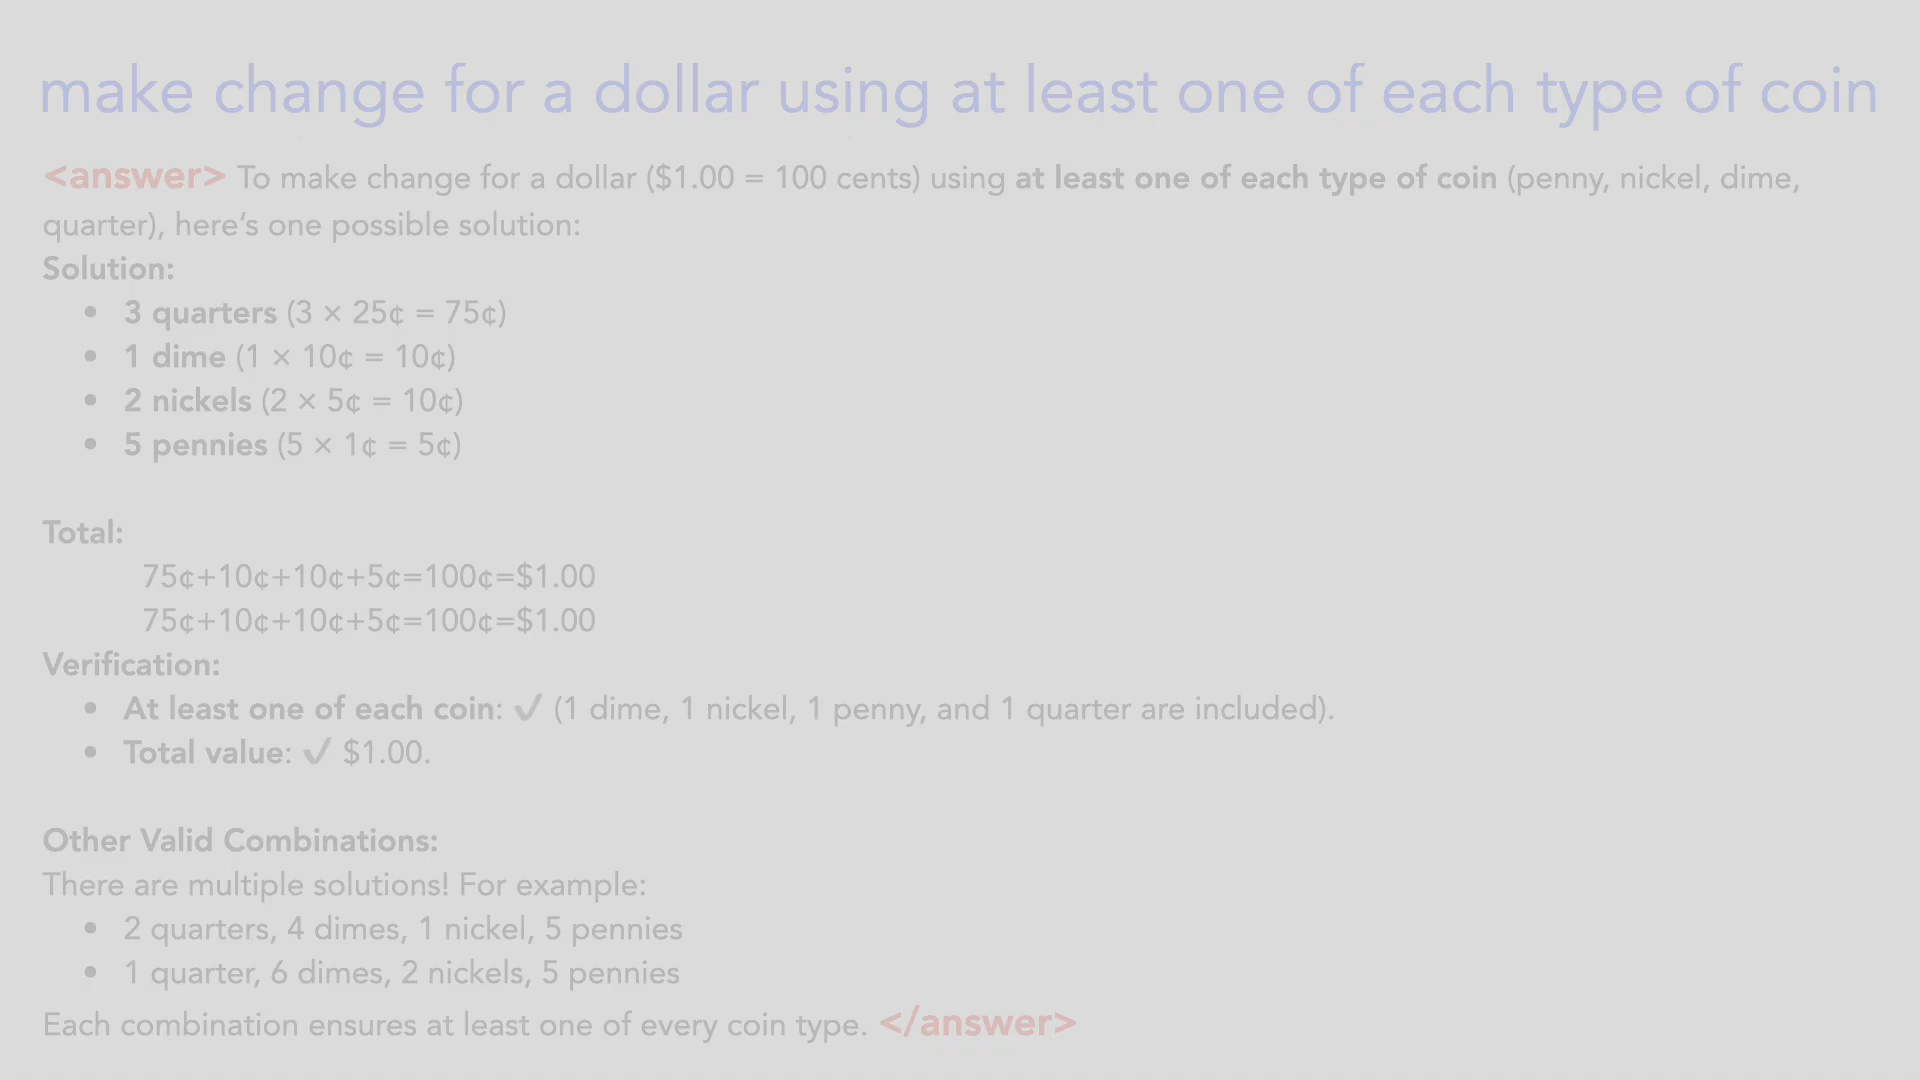 make change for a dollar using at least one of each type of coin
<answer> To make change for a dollar ($1.00 = 100 cents) using at least one of each type of coin (penny, nickel, dime,
quarter), here’s one possible solution:
Solution:
• 3 quarters (3 × 25¢ = 75¢)
• 1 dime (1 × 10¢ = 10¢)
• 2 nickels (2 × 5¢ = 10¢)
• 5 pennies (5 × 1¢ = 5¢)
Total:
75¢+10¢+10¢+5¢=100¢=$1.00
75¢+10¢+10¢+5¢=100¢=$1.00
Verification:
• At least one of each coin: ✓ (1 dime, 1 nickel, 1 penny, and 1 quarter are included).
• Total value: ✓ $1.00.
Other Valid Combinations:
There are multiple solutions! For example:
• 2 quarters, 4 dimes, 1 nickel, 5 pennies
• 1 quarter, 6 dimes, 2 nickels, 5 pennies
Each combination ensures at least one of every coin type. </answer>